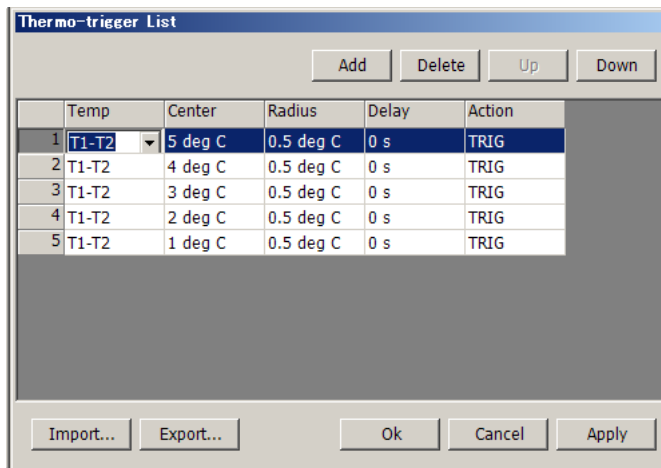 Thermo-trigger List
Add Delete Up Down
Temp Center Radius Delay Action
1 T1-T2 5 deg C 0.5 deg C 0 s TRIG
2 T1-T2 4 deg C 0.5 deg C 0 s TRIG
3 T1-T2 3 deg C 0.5 deg C 0 s TRIG
4 T1-T2 2 deg C 0.5 deg C 0 s TRIG
5 T1-T2 1 deg C 0.5 deg C 0 s TRIG
Import... Export... Ok Cancel Apply